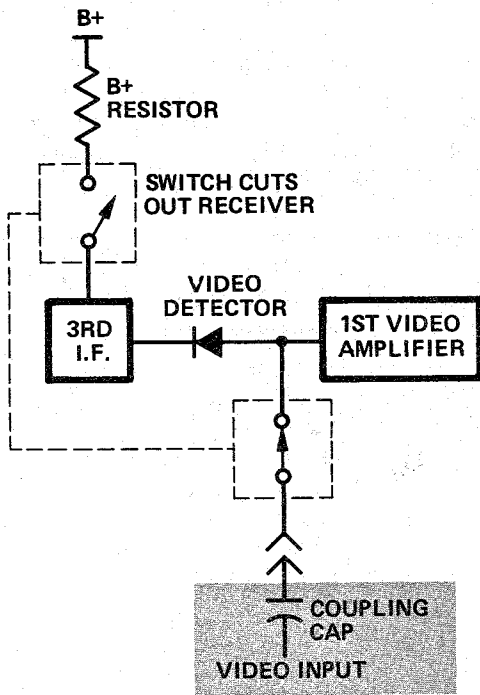 B+
B+
RESISTOR
SWITCH CUTS
OUT RECEIVER
VIDEO
DETECTOR
3RD
I.F.
1ST VIDEO
AMPLIFIER
COUPLING
CAP
VIDEO INPUT